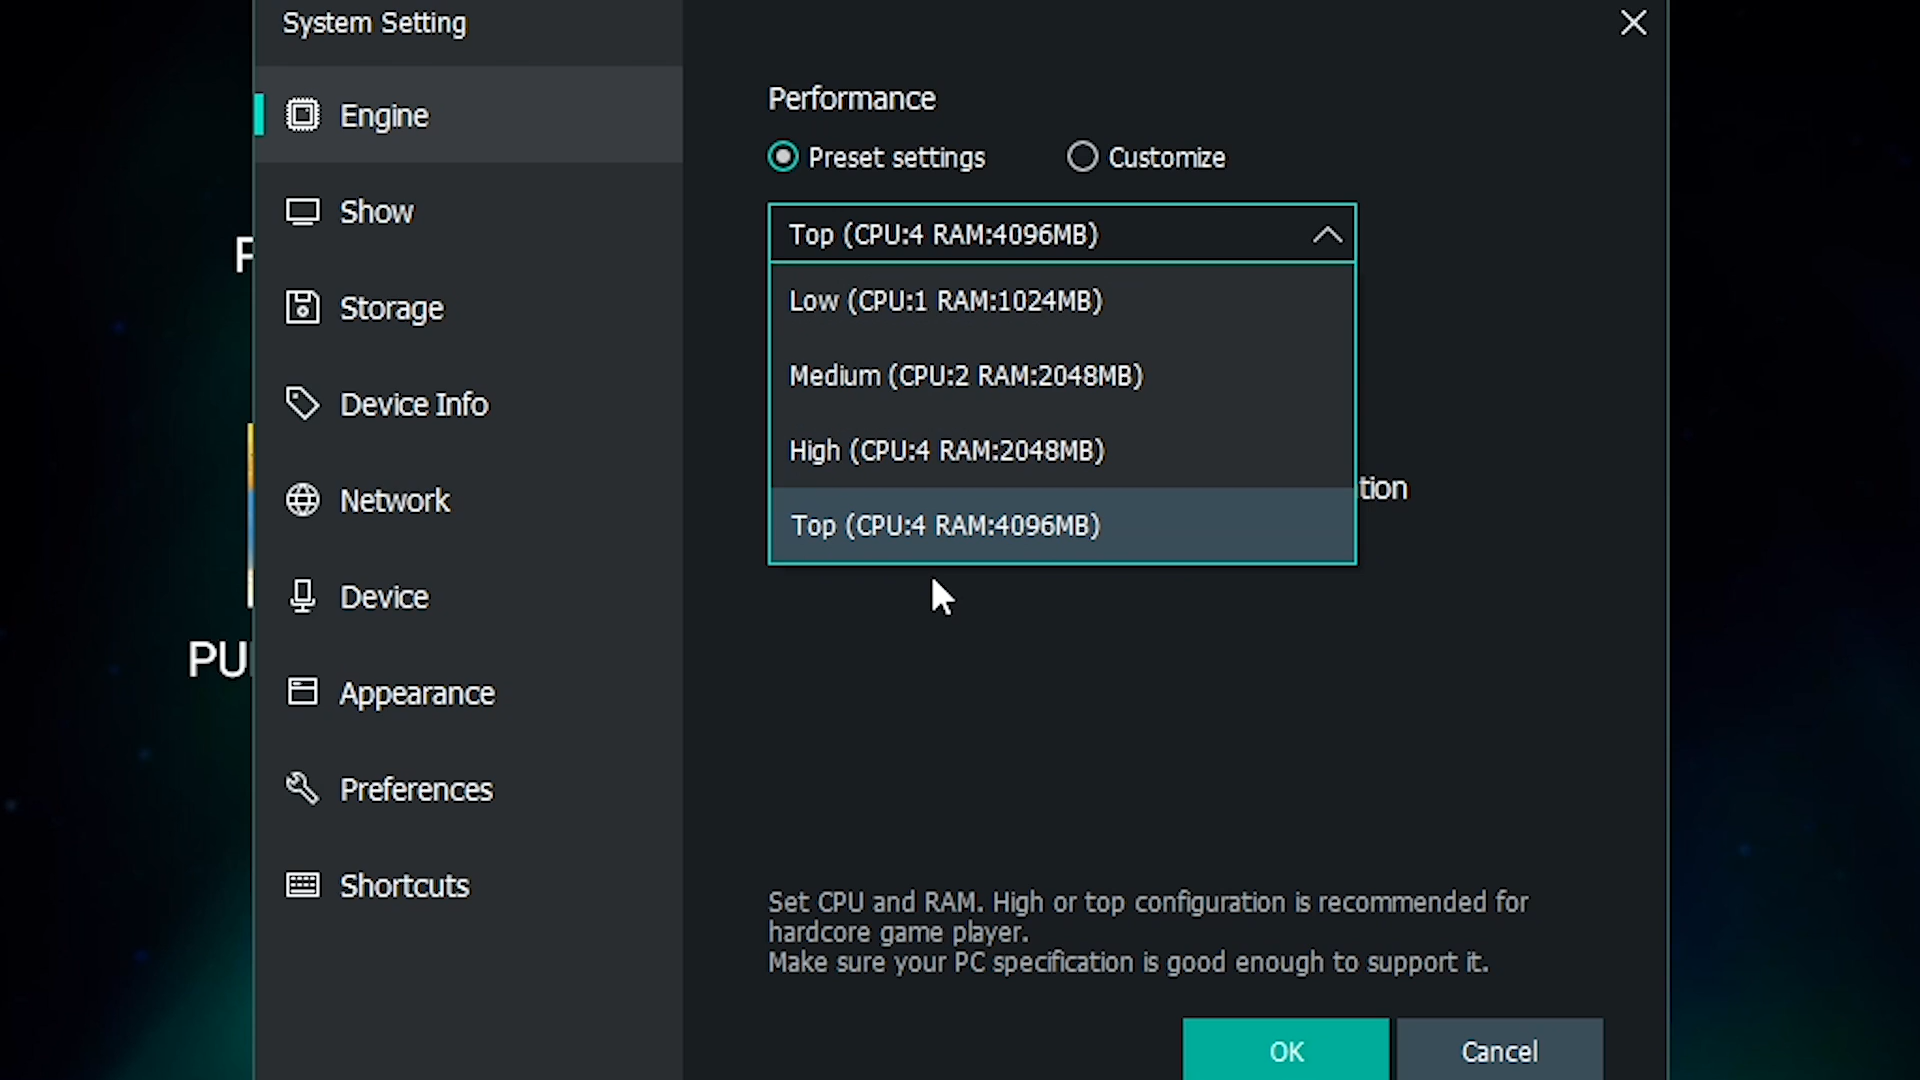 System Setting
Engine
Show
Storage
Device Info
Network
Device
Appearance
Preferences
Shortcuts
PU
Performance
Preset settings
Customize
Top (CPU:4 RAM:4096MB)
Low (CPU:1 RAM:1024MB)
Medium (CPU:2 RAM:2048MB)
High (CPU:4 RAM:2048MB)
Top (CPU:4 RAM:4096MB)
tion
Set CPU and RAM. High or top configuration is recommended for
hardcore game player.
Make sure your PC specification is good enough to support it.
OK
Cancel